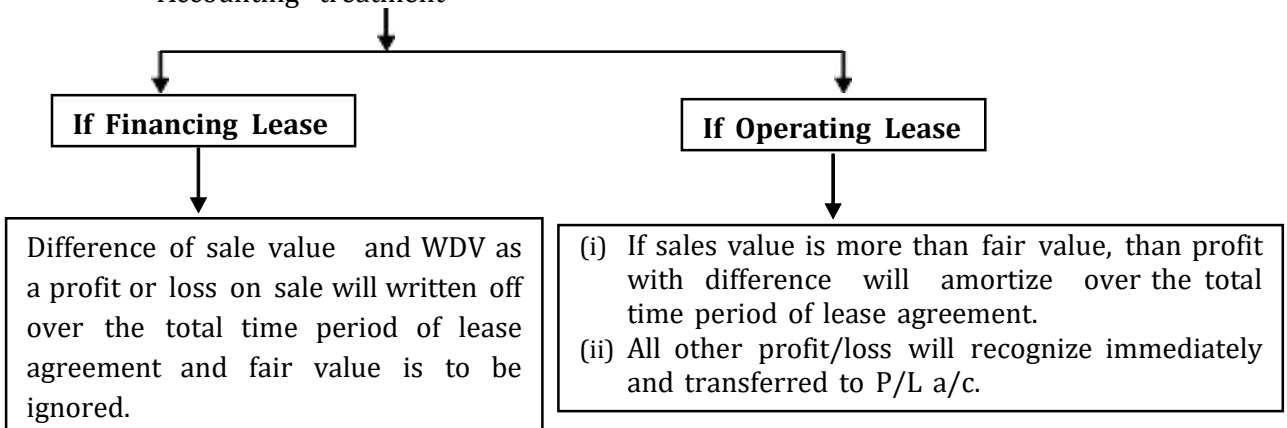 Accounting treatment
If Financing Lease
If Operating Lease
Difference of sale value and WDV as
a profit or loss on sale will written off
over the total time period of lease
agreement and fair value is to be
ignored.
(i) If sales value is more than fair value, than profit
with difference will amortize over the total
time period of lease agreement.
(ii) All other profit/loss will recognize immediately
and transferred to P/L a/c.